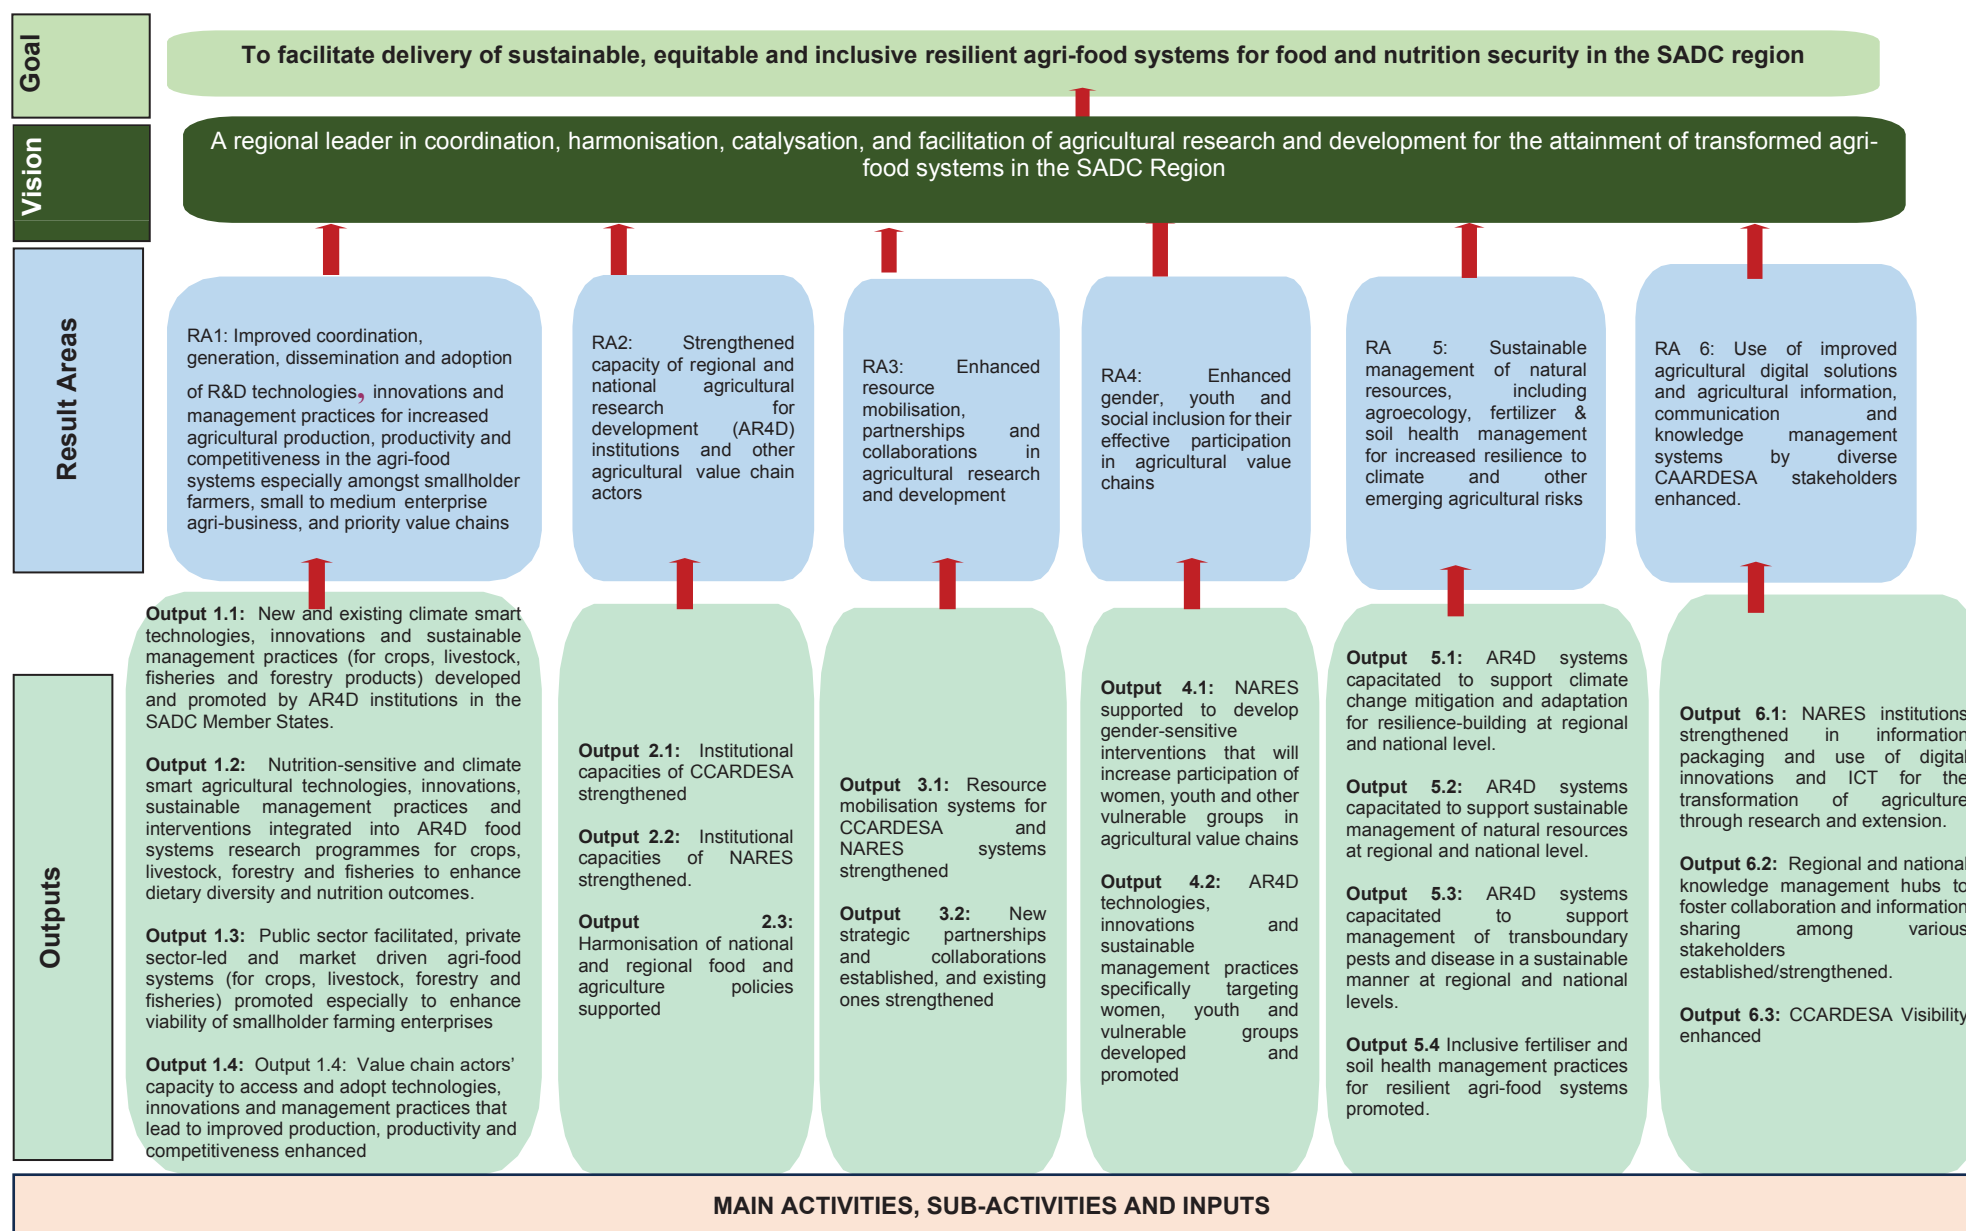 Goal
To facilitate delivery of sustainable, equitable and inclusive resilient agri-food systems for food and nutrition security in the SADC region
Vision
A regional leader in coordination, harmonisation, catalysation, and facilitation of agricultural research and development for the attainment of transformed agri-
food systems in the SADC Region
Result Areas
RA1: Improved coordination,
generation, dissemination and adoption
of R&D technologies, innovations and
management practices for increased
agricultural production, productivity and
competitiveness in the agri-food
systems especially amongst smallholder
farmers, small to medium enterprise
agri-business, and priority value chains
RA2: Strengthened
capacity of regional and
national agricultural
research for
development (AR4D)
institutions and other
agricultural value chain
actors
RA3: Enhanced
resource
mobilisation,
partnerships and
collaborations in
agricultural research
and development
RA4: Enhanced
gender, youth and
social inclusion for their
effective participation
in agricultural value
chains
RA 5: Sustainable
management of natural
resources, including
agroecology, fertilizer &
soil health management
for increased resilience to
climate and other
emerging agricultural risks
RA 6: Use of improved
agricultural digital solutions
and agricultural information,
communication and
knowledge management
systems by diverse
CAARDESA stakeholders
enhanced.
Outputs
Output 1.1: New and existing climate smart
technologies, innovations and sustainable
management practices (for crops, livestock,
fisheries and forestry products) developed
and promoted by AR4D institutions in the
SADC Member States.
Output 1.2: Nutrition-sensitive and climate
smart agricultural technologies, innovations,
sustainable management practices and
interventions integrated into AR4D food
systems research programmes for crops,
livestock, forestry and fisheries to enhance
dietary diversity and nutrition outcomes.
Output 1.3: Public sector facilitated, private
sector-led and market driven agri-food
systems (for crops, livestock, forestry and
fisheries) promoted especially to enhance
viability of smallholder farming enterprises
Output 1.4: Output 1.4: Value chain actors’
capacity to access and adopt technologies,
innovations and management practices that
lead to improved production, productivity and
competitiveness enhanced
Output 2.1: Institutional
capacities of CCARDESA
strengthened
Output 2.2: Institutional
capacities of NARES
strengthened.
Output 2.3:
Harmonisation of national
and regional food and
agriculture policies
supported
Output 3.1: Resource
mobilisation systems for
CCARDESA and
NARES systems
strengthened
Output 3.2: New
strategic partnerships
and collaborations
established, and existing
ones strengthened
Output 4.1: NARES
supported to develop
gender-sensitive
interventions that will
increase participation of
women, youth and other
vulnerable groups in
agricultural value chains
Output 4.2: AR4D
technologies,
innovations and
sustainable
management practices
specifically targeting
women, youth and
vulnerable groups
developed and
promoted
Output 5.1: AR4D systems
capacitated to support climate
change mitigation and adaptation
for resilience-building at regional
and national level.
Output 5.2: AR4D systems
capacitated to support sustainable
management of natural resources
at regional and national level.
Output 5.3: AR4D systems
capacitated to support
management of transboundary
pests and disease in a sustainable
manner at regional and national
levels.
Output 5.4 Inclusive fertiliser and
soil health management practices
for resilient agri-food systems
promoted.
Output 6.1: NARES institutions
strengthened in information
packaging and use of digital
innovations and ICT for the
transformation of agriculture
through research and extension.
Output 6.2: Regional and national
knowledge management hubs to
foster collaboration and information
sharing among various
stakeholders
established/strengthened.
Output 6.3: CCARDESA Visibility
enhanced
MAIN ACTIVITIES, SUB-ACTIVITIES AND INPUTS